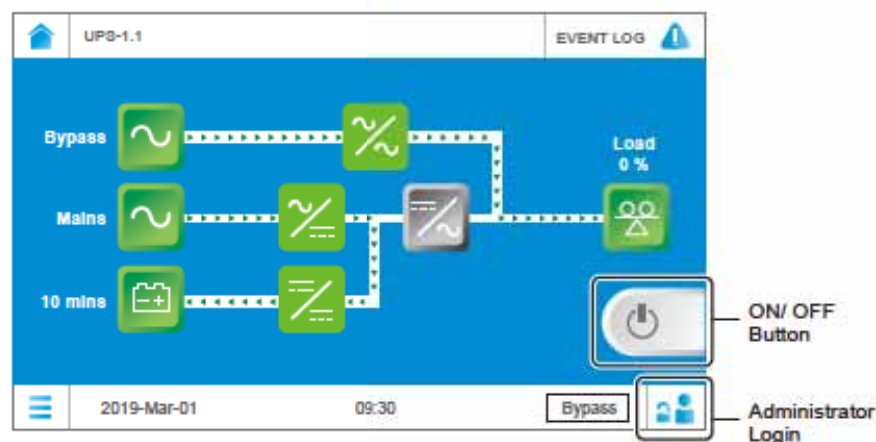 UPS-1.1
EVENT LOG
Bypass
Load
0 %
Mains
10 mins
ON/ OFF
Button
2019-Mar-01
09:30
Bypass
Administrator
Login